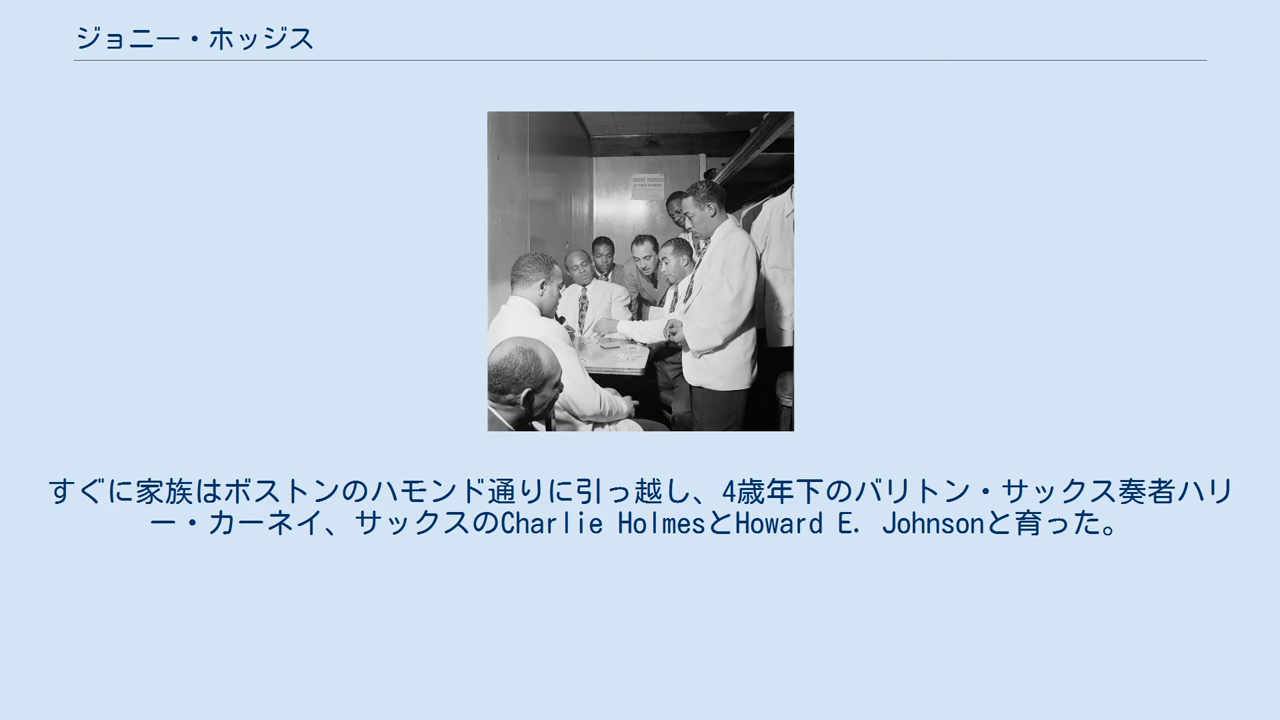 ジョニー・ホッジス
すぐに家族はボストンのハモンド通りに引っ越し、4歳年下のバリトン・サックス奏者ハリ
ー・カーネイ、サックスのCharlie HolmesとHoward E. Johnsonと育った。